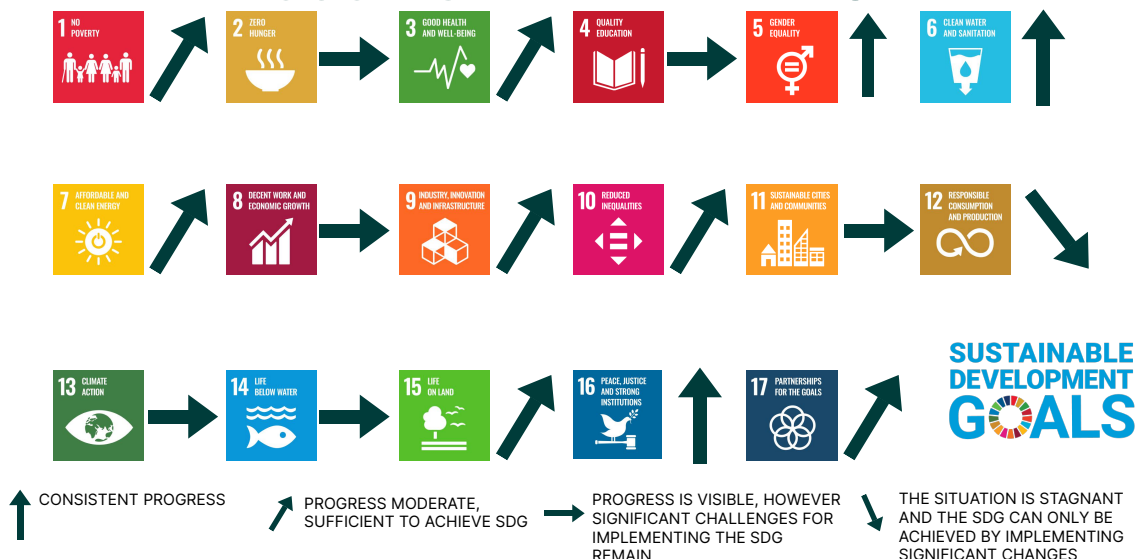 1 NO
POVERTY
2 ZERO
HUNGER
3 GOOD HEALTH
AND WELL-BEING
4 QUALITY
EDUCATION
5 GENDER
EQUALITY
6 CLEAN WATER
AND SANITATION
7 AFFORDABLE AND
CLEAN ENERGY
8 DECENT WORK AND
ECONOMIC GROWTH
9 INDUSTRY, INNOVATION
AND INFRASTRUCTURE
10 REDUCED
INEQUALITIES
11 SUSTAINABLE CITIES
AND COMMUNITIES
12 RESPONSIBLE
CONSUMPTION
AND PRODUCTION
13 CLIMATE
ACTION
14 LIFE
BELOW WATER
15 LIFE
ON LAND
16 PEACE, JUSTICE
AND STRONG
INSTITUTIONS
17 PARTNERSHIPS
FOR THE GOALS
SUSTAINABLE
DEVELOPMENT
GOALS
CONSISTENT PROGRESS
PROGRESS MODERATE,
SUFFICIENT TO ACHIEVE SDG
PROGRESS IS VISIBLE, HOWEVER
SIGNIFICANT CHALLENGES FOR
IMPLEMENTING THE SDG
REMAIN
THE SITUATION IS STAGNANT
AND THE SDG CAN ONLY BE
ACHIEVED BY IMPLEMENTING
SIGNIFICANT CHANGES